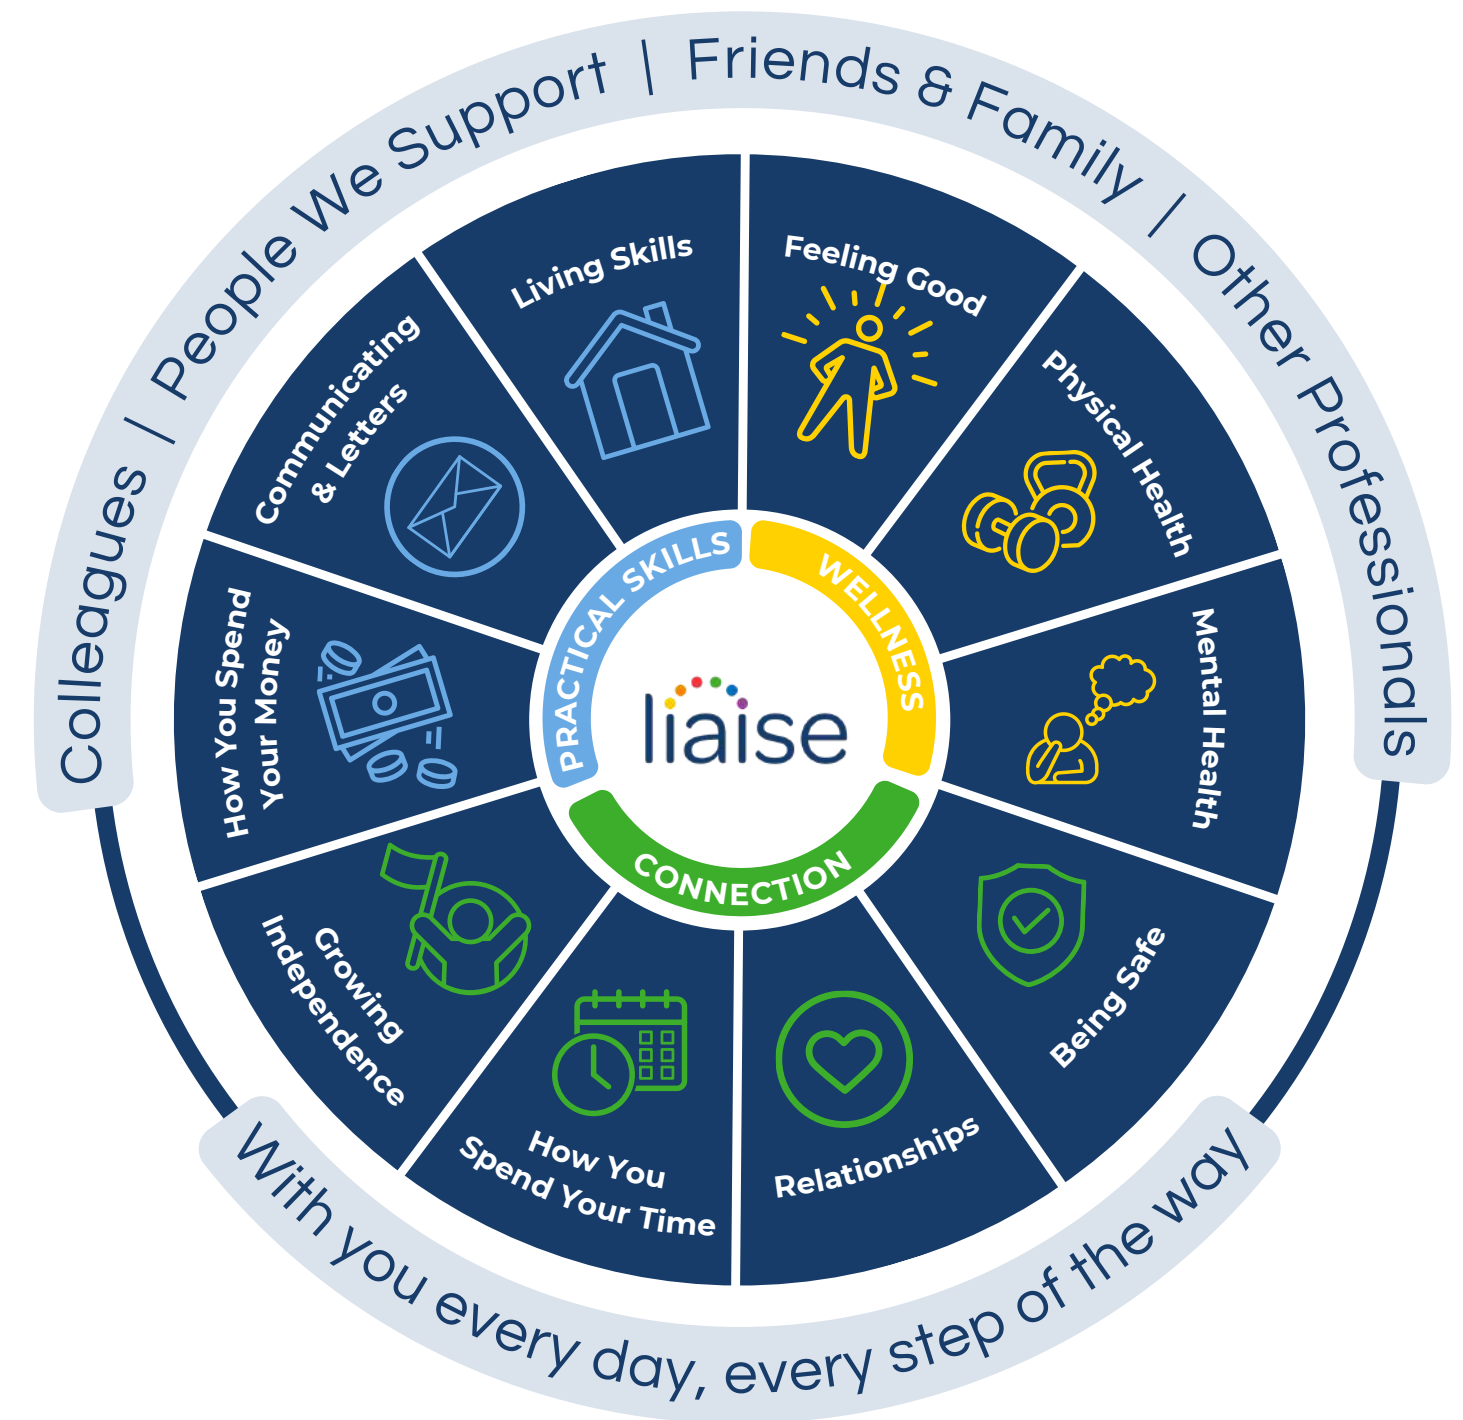 Colleagues | People We Support | Friends & Family | Other Professionals
Living Skills
Feeling Good
Physical Health
Mental Health
Being Safe
Relationships
How You
Spend Your Time
Growing
Independence
How You Spend
Your Money
Communicating
& Letters
PRACTICAL SKILLS
WELLNESS
CONNECTION
liaise
With you every day, every step of the way